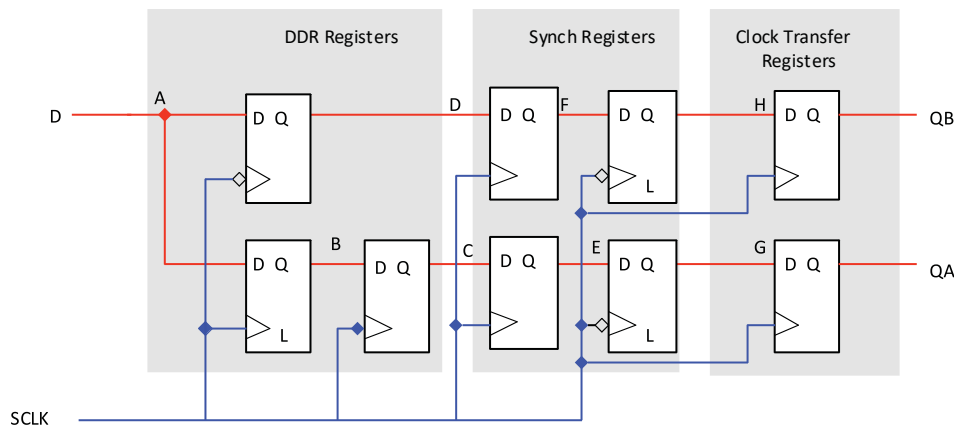 DDR Registers
Synch Registers
Clock Transfer
Registers
A
D
F
H
D
D Q
D Q
D Q
D Q
QB
L
B
C
E
G
D Q
D Q
D Q
D Q
D Q
QA
L
L
SCLK